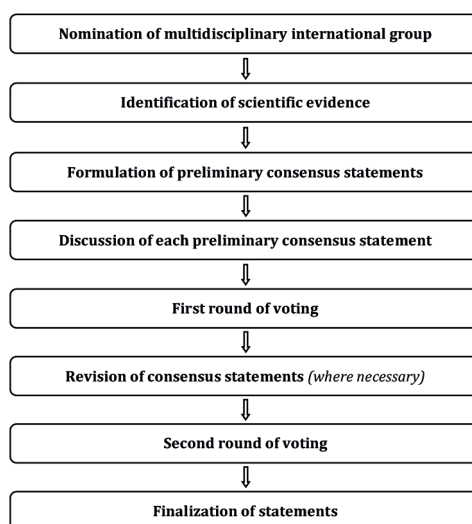 Nomination of multidisciplinary international group
Identification of scientific evidence
Formulation of preliminary consensus statements
Discussion of each preliminary consensus statement
First round of voting
Revision of consensus statements (where necessary)
Second round of voting
Finalization of statements